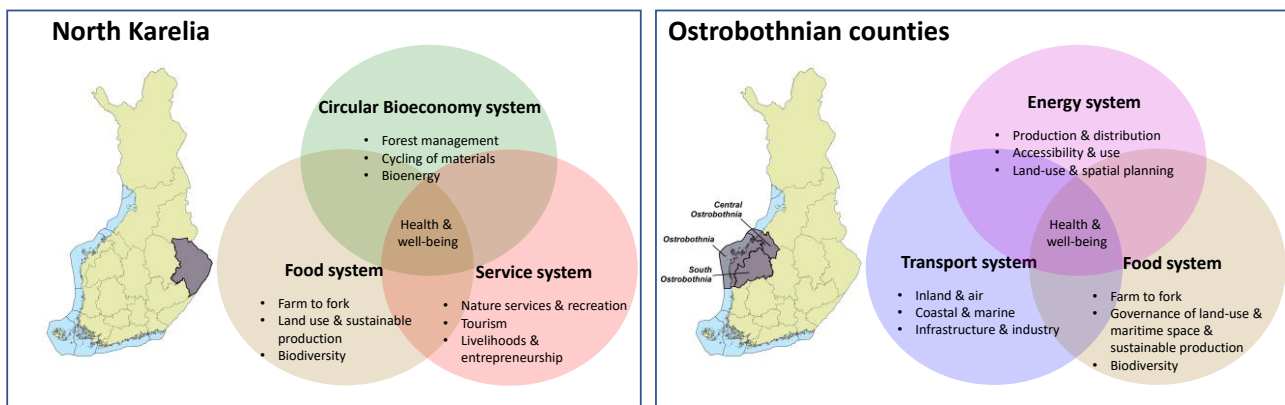 North Karelia
Circular Bioeconomy system
• Forest management
• Cycling of materials
• Bioenergy
Health &
well-being
Food system
• Farm to fork
• Land use & sustainable
production
• Biodiversity
Service system
• Nature services & recreation
• Tourism
• Livelihoods &
entrepreneurship
Ostrobothnian counties
Central
Ostrobothnia
Ostrobothnia
South
Ostrobothnia
Energy system
• Production & distribution
• Accessibility & use
• Land-use & spatial planning
Health &
well-being
Transport system
• Inland & air
• Coastal & marine
• Infrastructure & industry
Food system
• Farm to fork
• Governance of land-use &
maritime space &
sustainable production
• Biodiversity